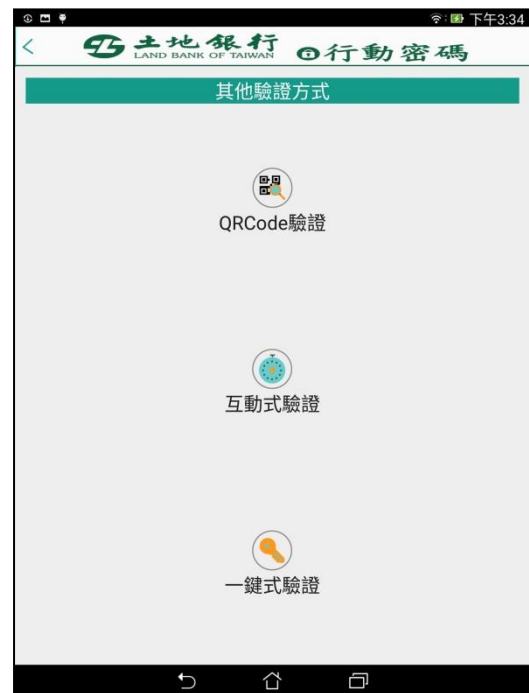 下午3:34
土地銀行 行動密碼
LAND BANK OF TAIWAN
其他驗證方式
QRCode驗證
互動式驗證
一鍵式驗證